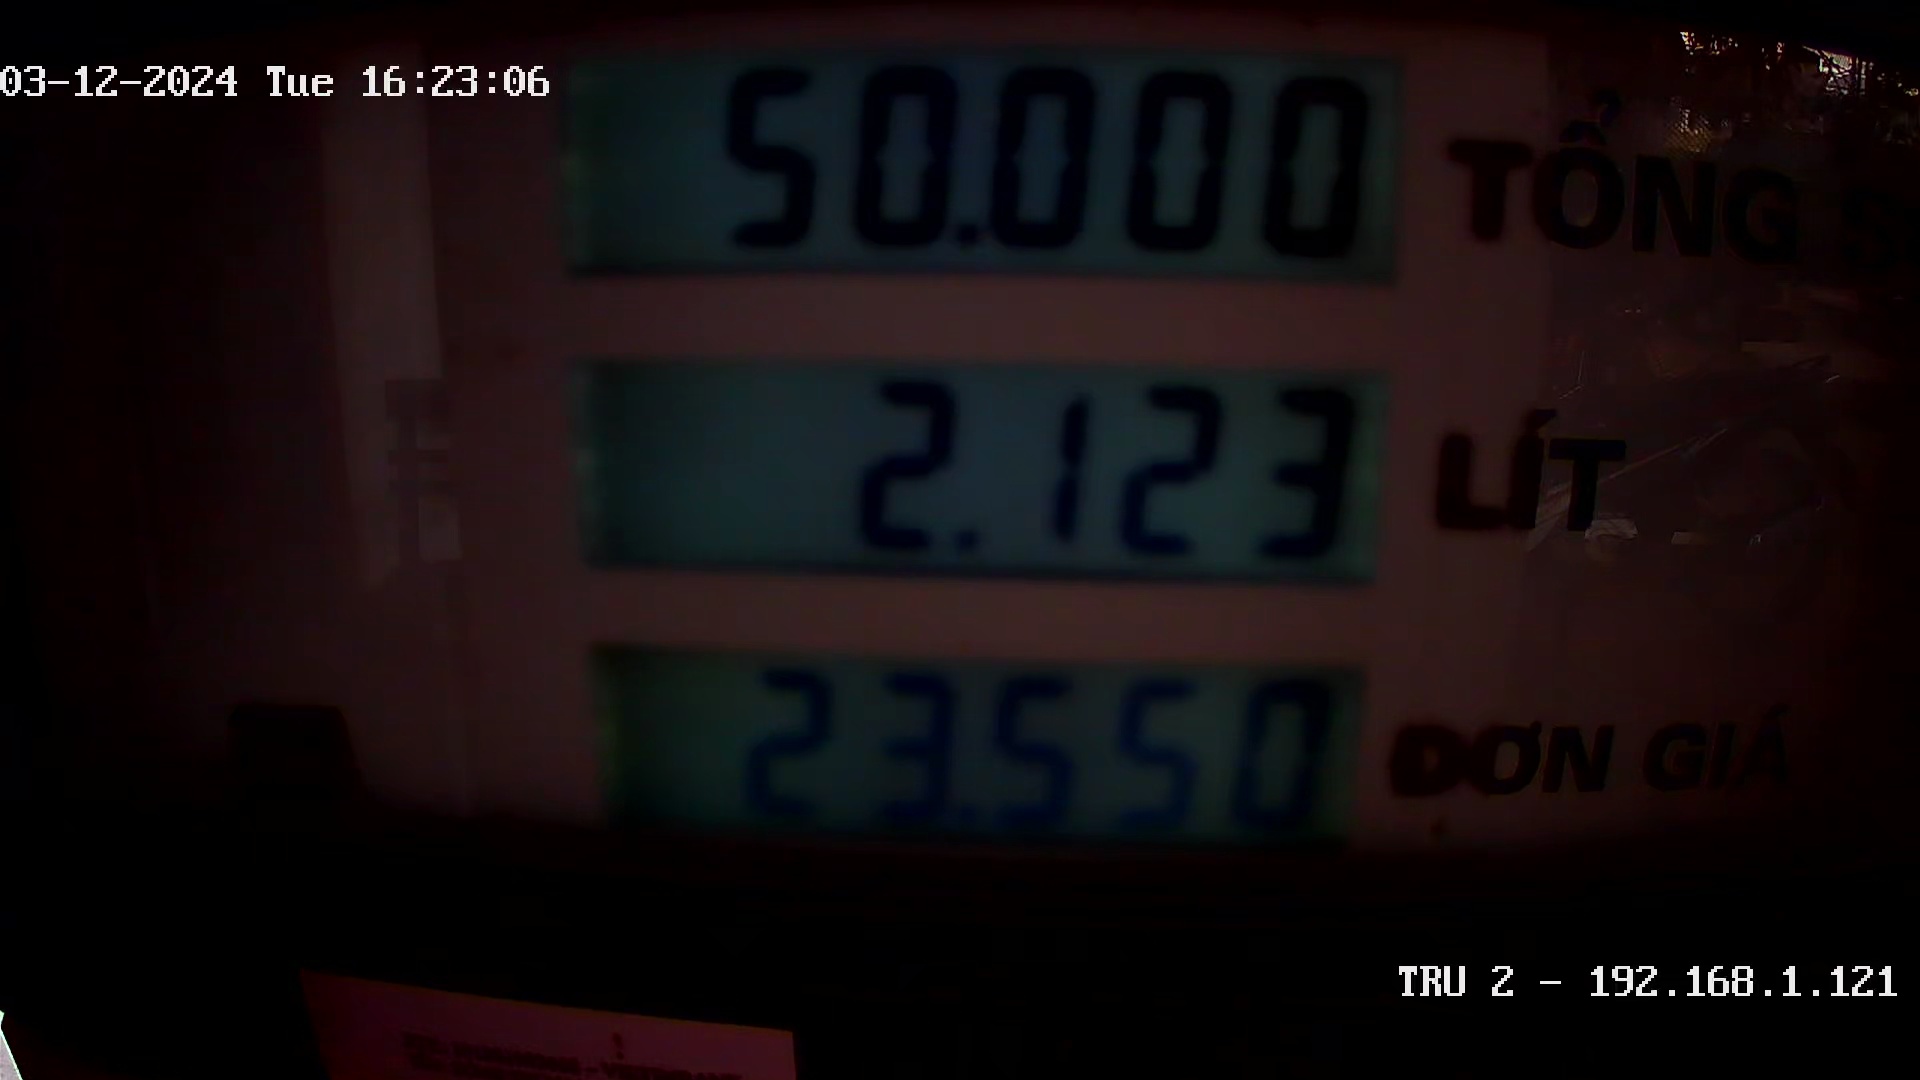 03-12-2024 Tue 16:23:06
50.000 TỔNG S
2.123 LÍT
23.550 ĐƠN GIÁ
TRU 2 - 192.168.1.121